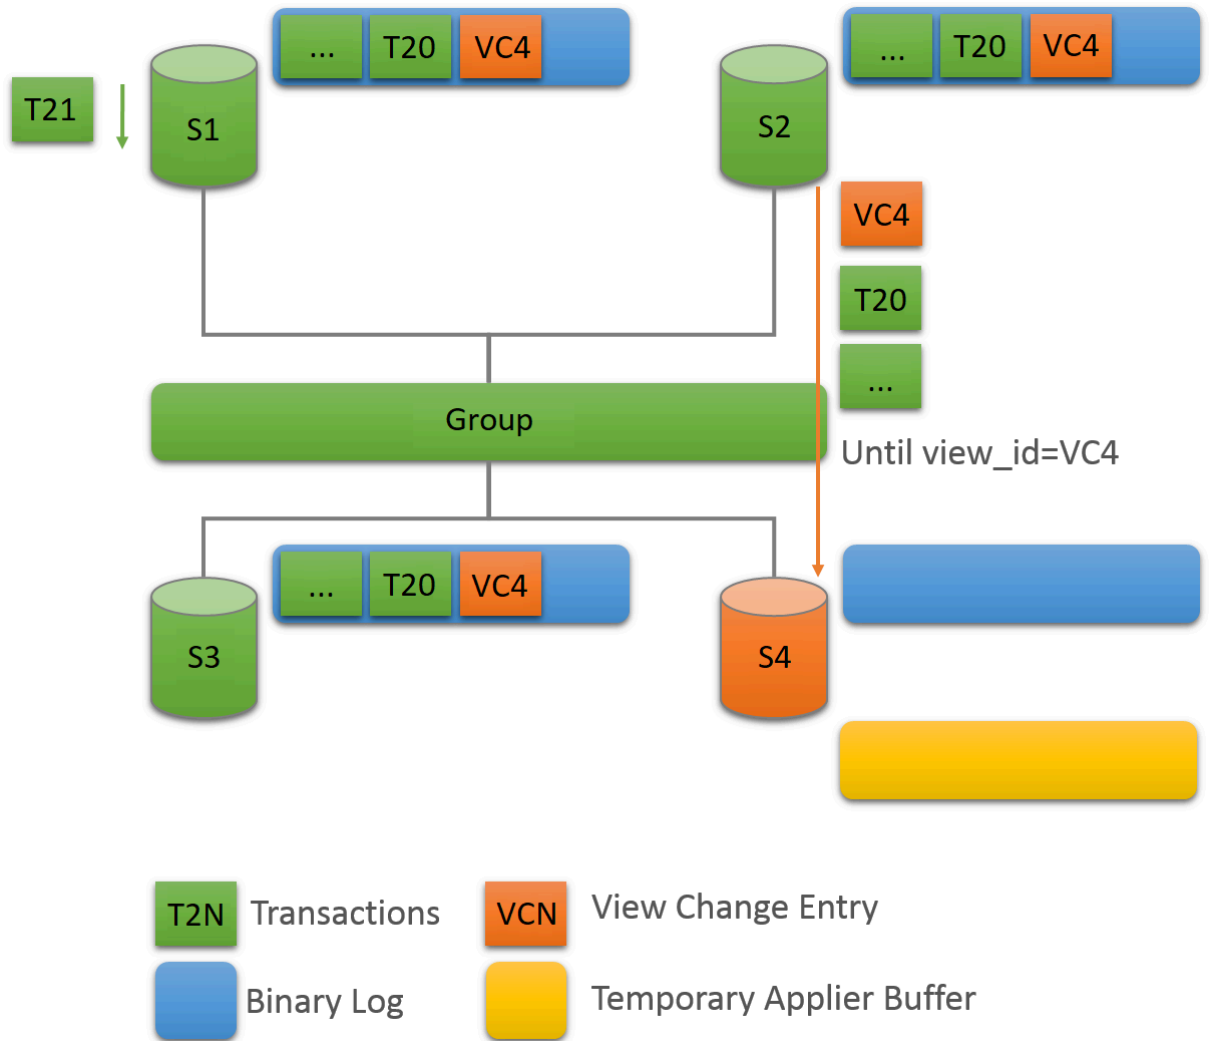 ... T20 VC4
... T20 VC4
T21
S1
S2
VC4
T20
...
Group
Until view_id=VC4
... T20 VC4
S3
S4
T2N Transactions
VCN View Change Entry
Binary Log
Temporary Applier Buffer